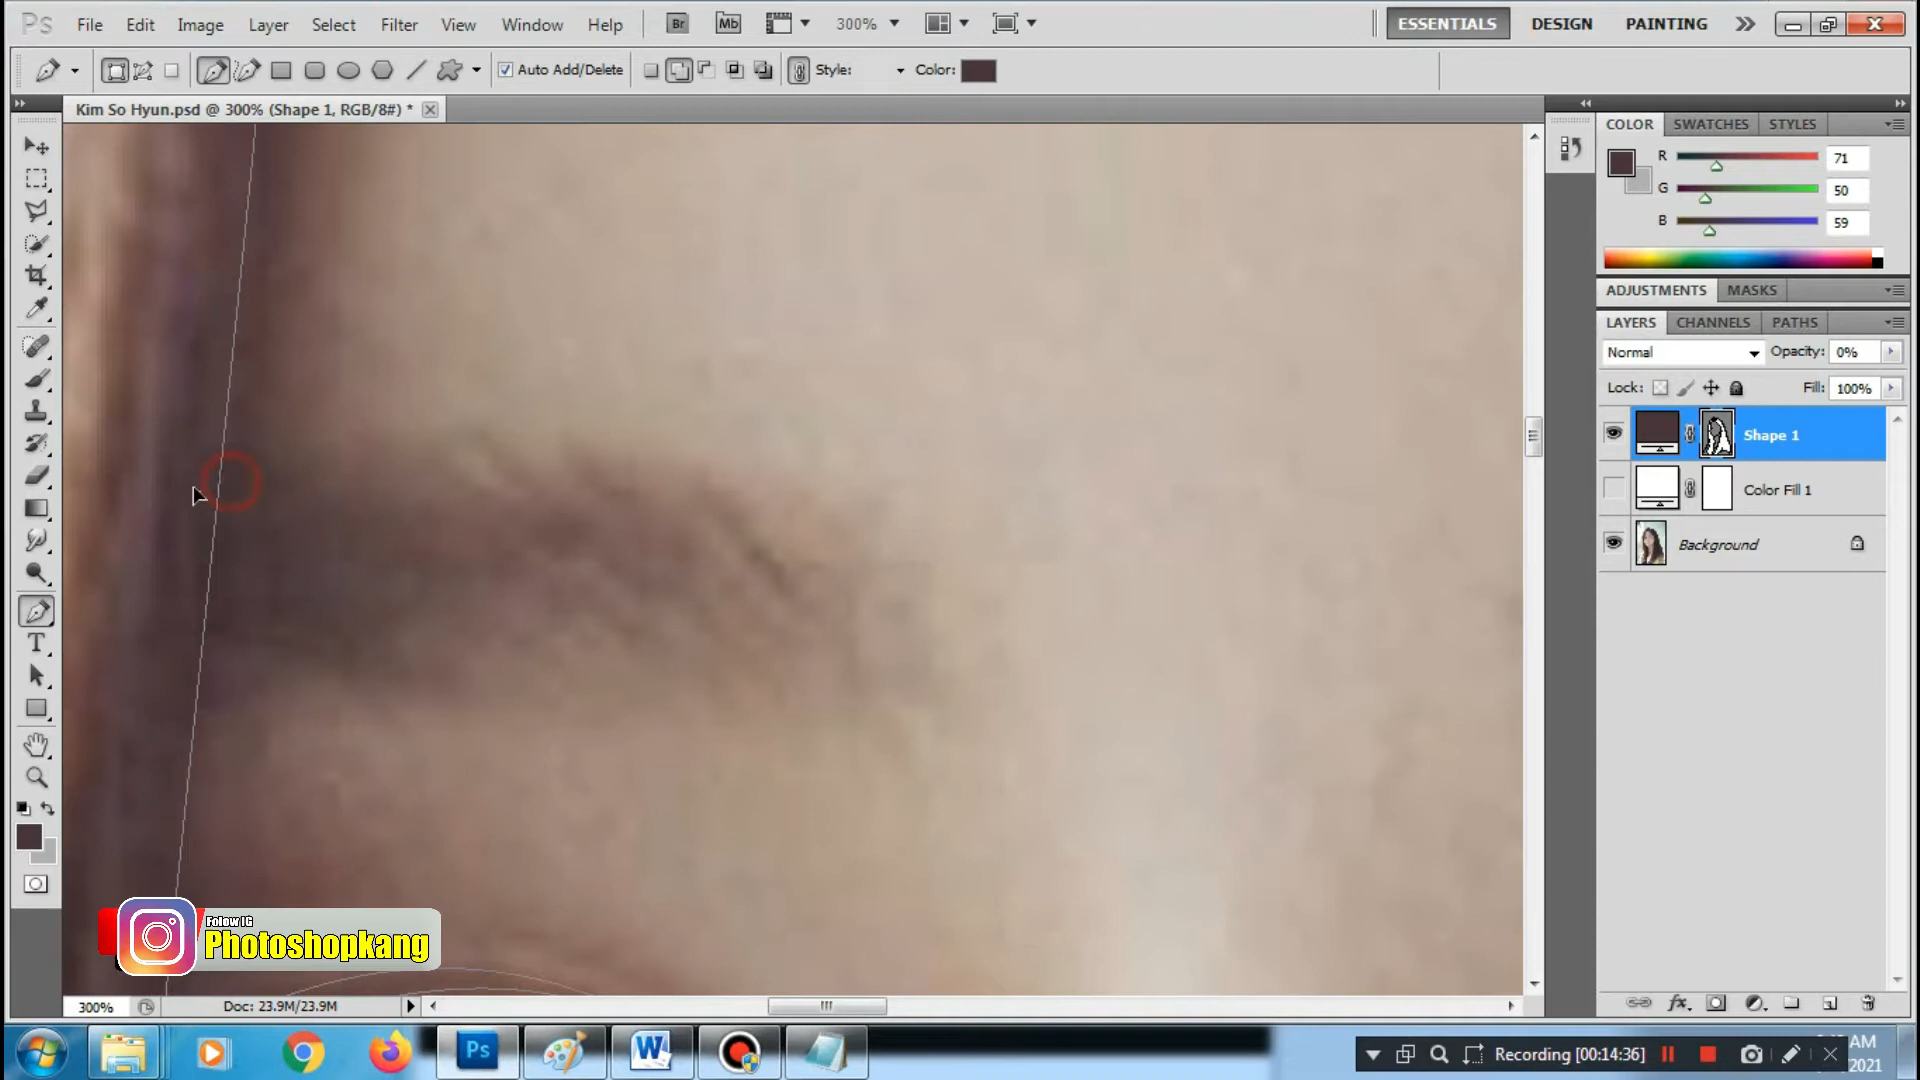 Ps File Edit Image Layer Select Filter View Window Help Br Mb 300% ESSENTIALS DESIGN PAINTING
Auto Add/Delete Style: Color:
Kim So Hyun.psd @ 300% (Shape 1, RGB/8#) *
COLOR SWATCHES STYLES
R 71
G 50
B 59
ADJUSTMENTS MASKS
LAYERS CHANNELS PATHS
Normal Opacity: 0%
Lock: Fill: 100%
Shape 1
Color Fill 1
Background
Folow IG
Photoshopkang
300% Doc: 23.9M/23.9M
Ps W Recording [00:14:36] AM
2021